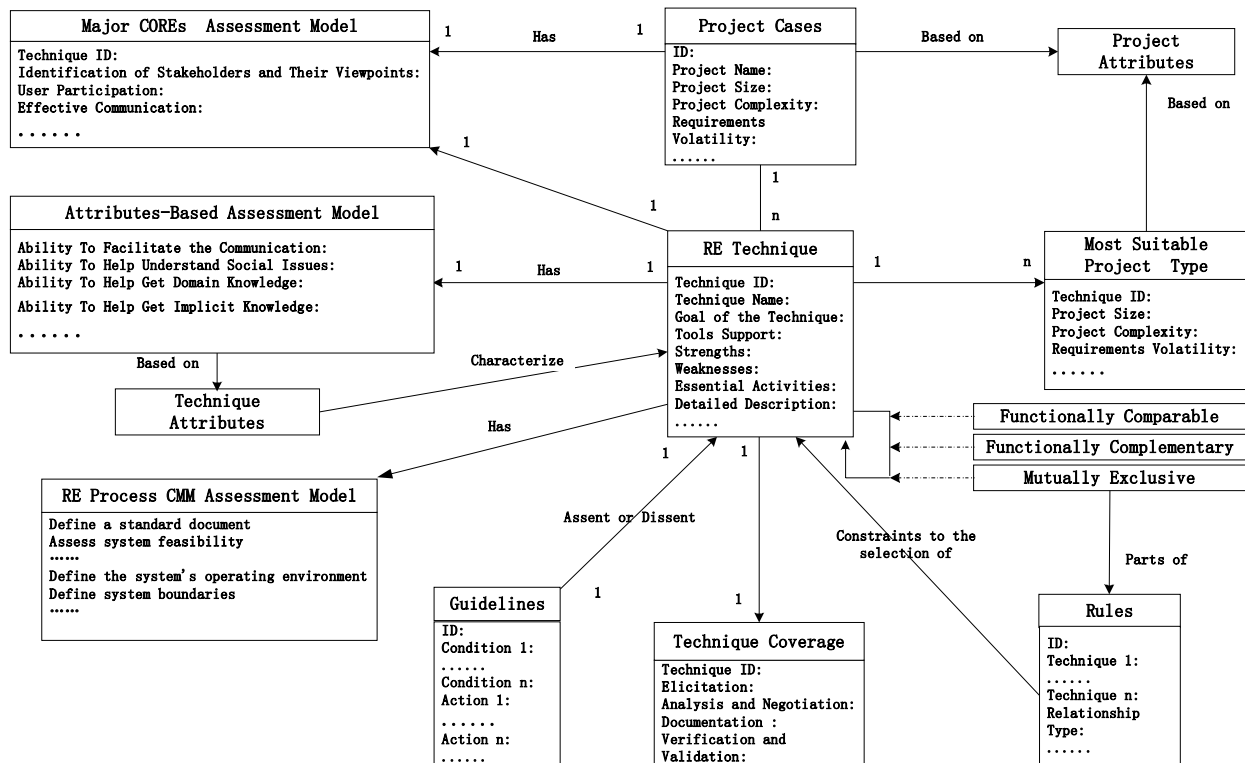 Major COREs Assessment Model
Technique ID:
Identification of Stakeholders and Their Viewpoints:
User Participation:
Effective Communication:
......
1
Has
1
Project Cases
ID:
Project Name:
Project Size:
Project Complexity:
Requirements
Volatility:
......
Based on
Project
Attributes
Based on
1
1
1
n
Attributes-Based Assessment Model
Ability To Facilitate the Communication:
Ability To Help Understand Social Issues:
Ability To Help Get Domain Knowledge:
Ability To Help Get Implicit Knowledge:
......
1
Has
1
RE Technique
Technique ID:
Technique Name:
Goal of the Technique:
Tools Support:
Strengths:
Weaknesses:
Essential Activities:
Detailed Description:
......
1
n
Most Suitable
Project Type
Technique ID:
Project Size:
Project Complexity:
Requirements Volatility:
......
Based on
Technique
Attributes
Characterize
Has
Functionally Comparable
Functionally Complementary
Mutually Exclusive
RE Process CMM Assessment Model
Define a standard document
Assess system feasibility
......
Define the system's operating environment
Define system boundaries
......
1
1
Assent or Dissent
Constraints to the
selection of
Parts of
1
1
Guidelines
ID:
Condition 1:
......
Condition n:
Action 1:
......
Action n:
......
Technique Coverage
Technique ID:
Elicitation:
Analysis and Negotiation:
Documentation :
Verification and
Validation:
Rules
ID:
Technique 1:
......
Technique n:
Relationship
Type:
......